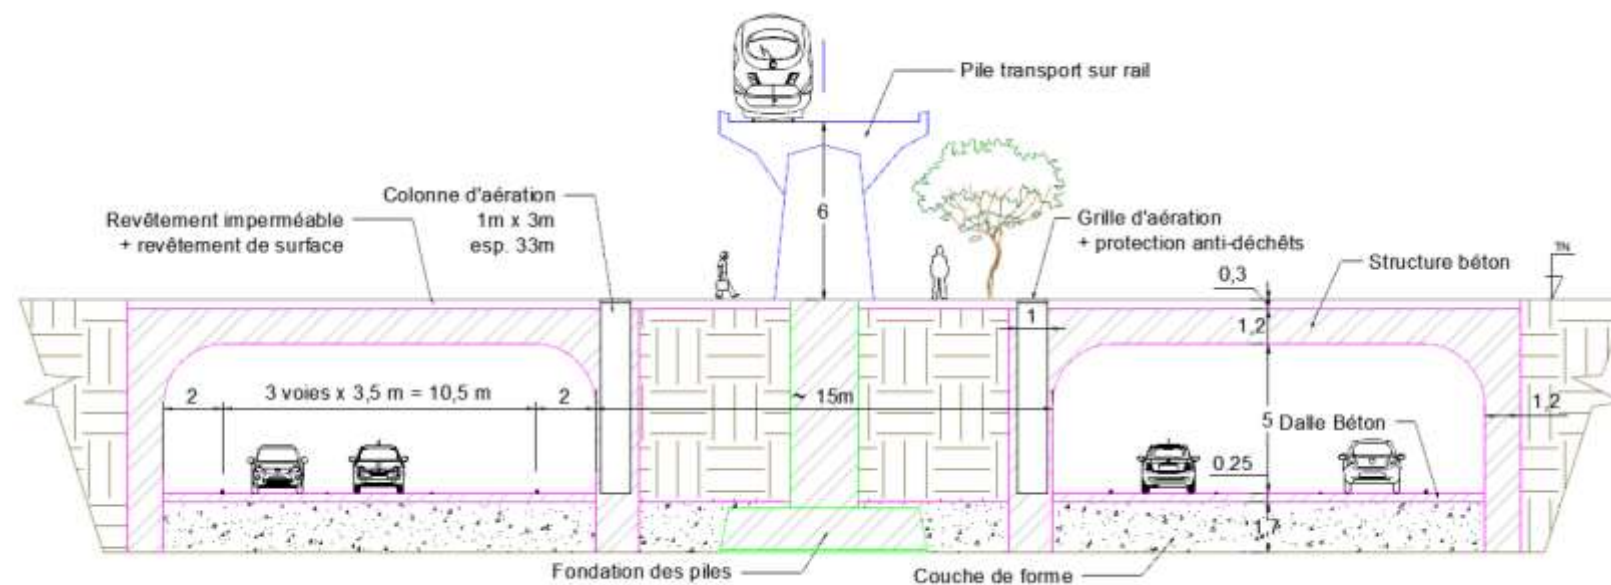 Pile transport sur rail
Colonne d'aération
1m x 3m
esp. 33m
Revêtement imperméable
+ revêtement de surface
6
Grille d'aération
+ protection anti-déchêts
TN
Structure béton
0,3
1
1,2
2
3 voies x 3,5 m = 10,5 m
2
~ 15m
1,2
5
Dalle Béton
0.25
1,7
Fondation des piles
Couche de forme